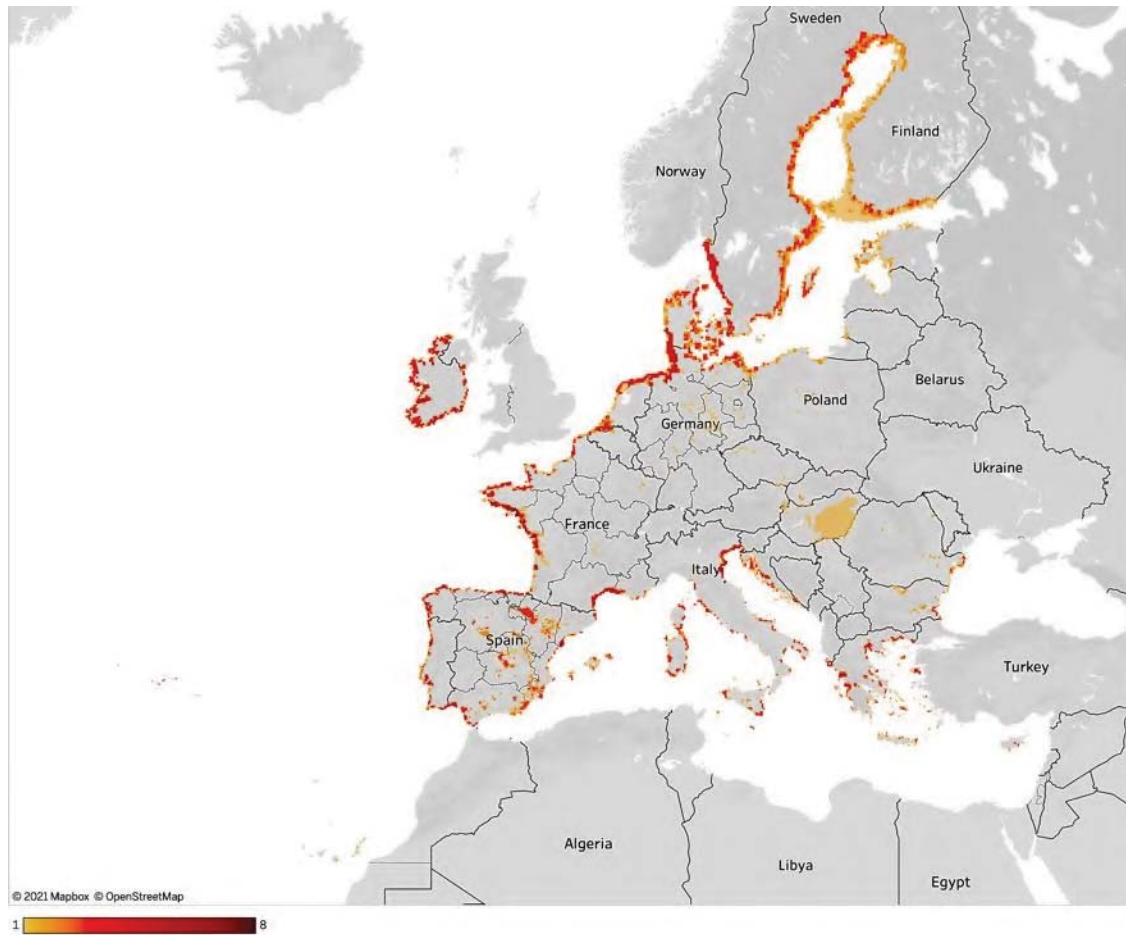 Sweden
Finland
Norway
Belarus
Poland
Germany
Ukraine
France
Italy
Spain
Turkey
Algeria
Libya
Egypt
© 2021 Mapbox © OpenStreetMap
1 8